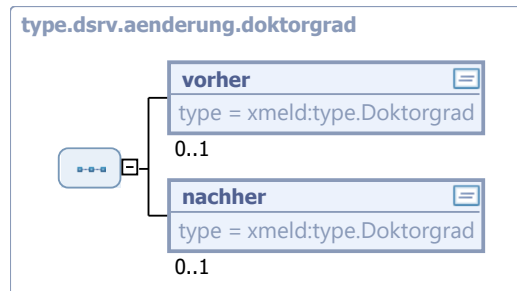 type.dsrv.aenderung.doktorgrad
vorher
type = xmeld:type.Doktorgrad
0..1
nachher
type = xmeld:type.Doktorgrad
0..1